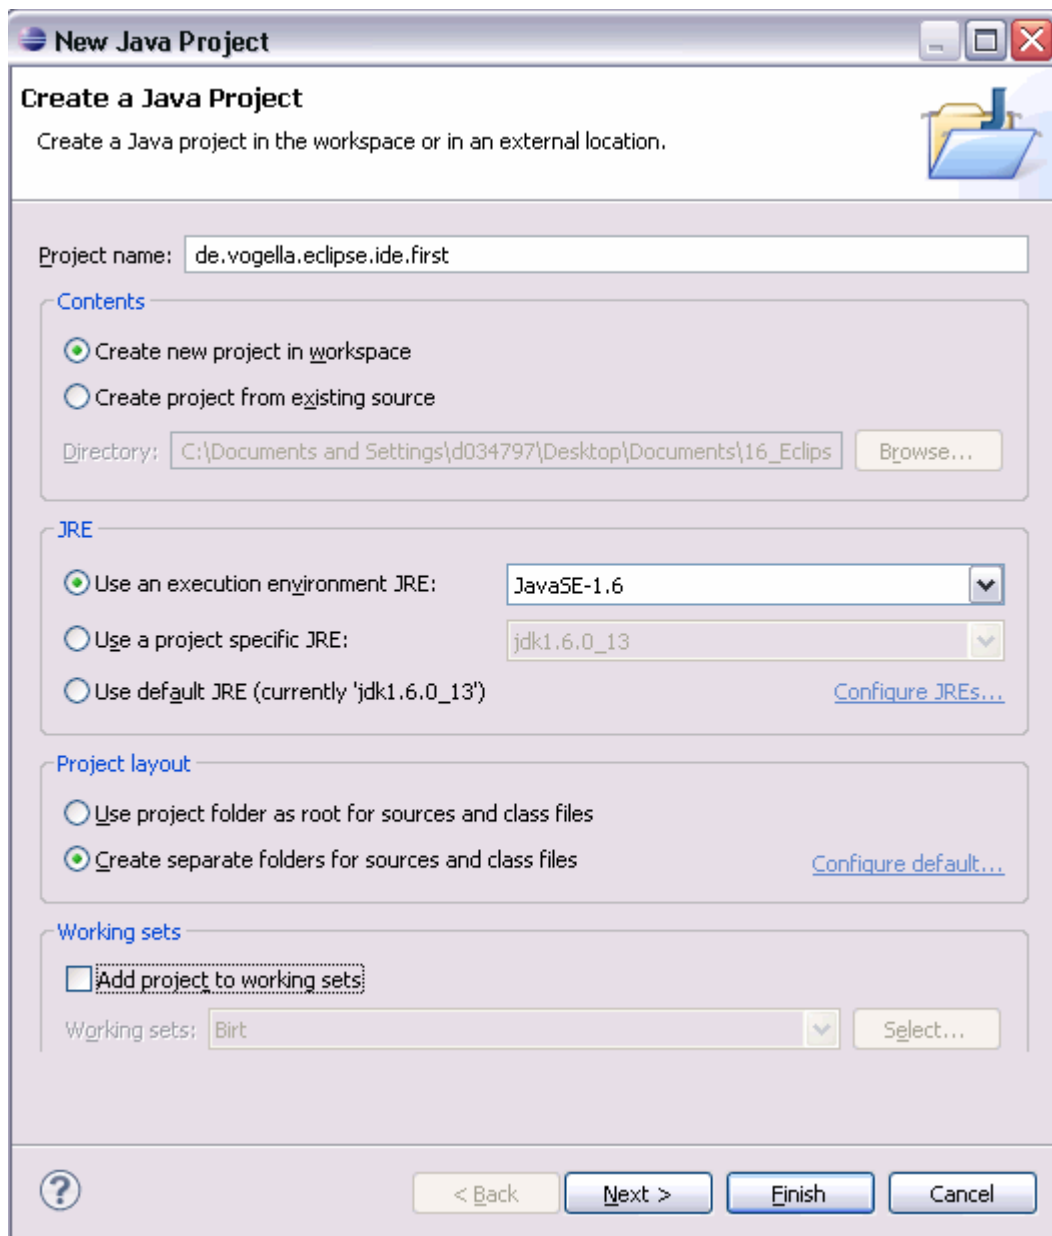 New Java Project
Create a Java Project
Create a Java project in the workspace or in an external location.
Project name: de.vogella.eclipse.ide.first
Contents
Create new project in workspace
Create project from existing source
Directory: C:\Documents and Settings\d034797\Desktop\Documents\16_Eclips Browse...
JRE
Use an execution environment JRE: JavaSE-1.6
Use a project specific JRE: jdk1.6.0_13
Use default JRE (currently 'jdk1.6.0_13') Configure JREs...
Project layout
Use project folder as root for sources and class files
Create separate folders for sources and class files Configure default...
Working sets
Add project to working sets
Working sets: Birt Select...
? < Back Next > Finish Cancel